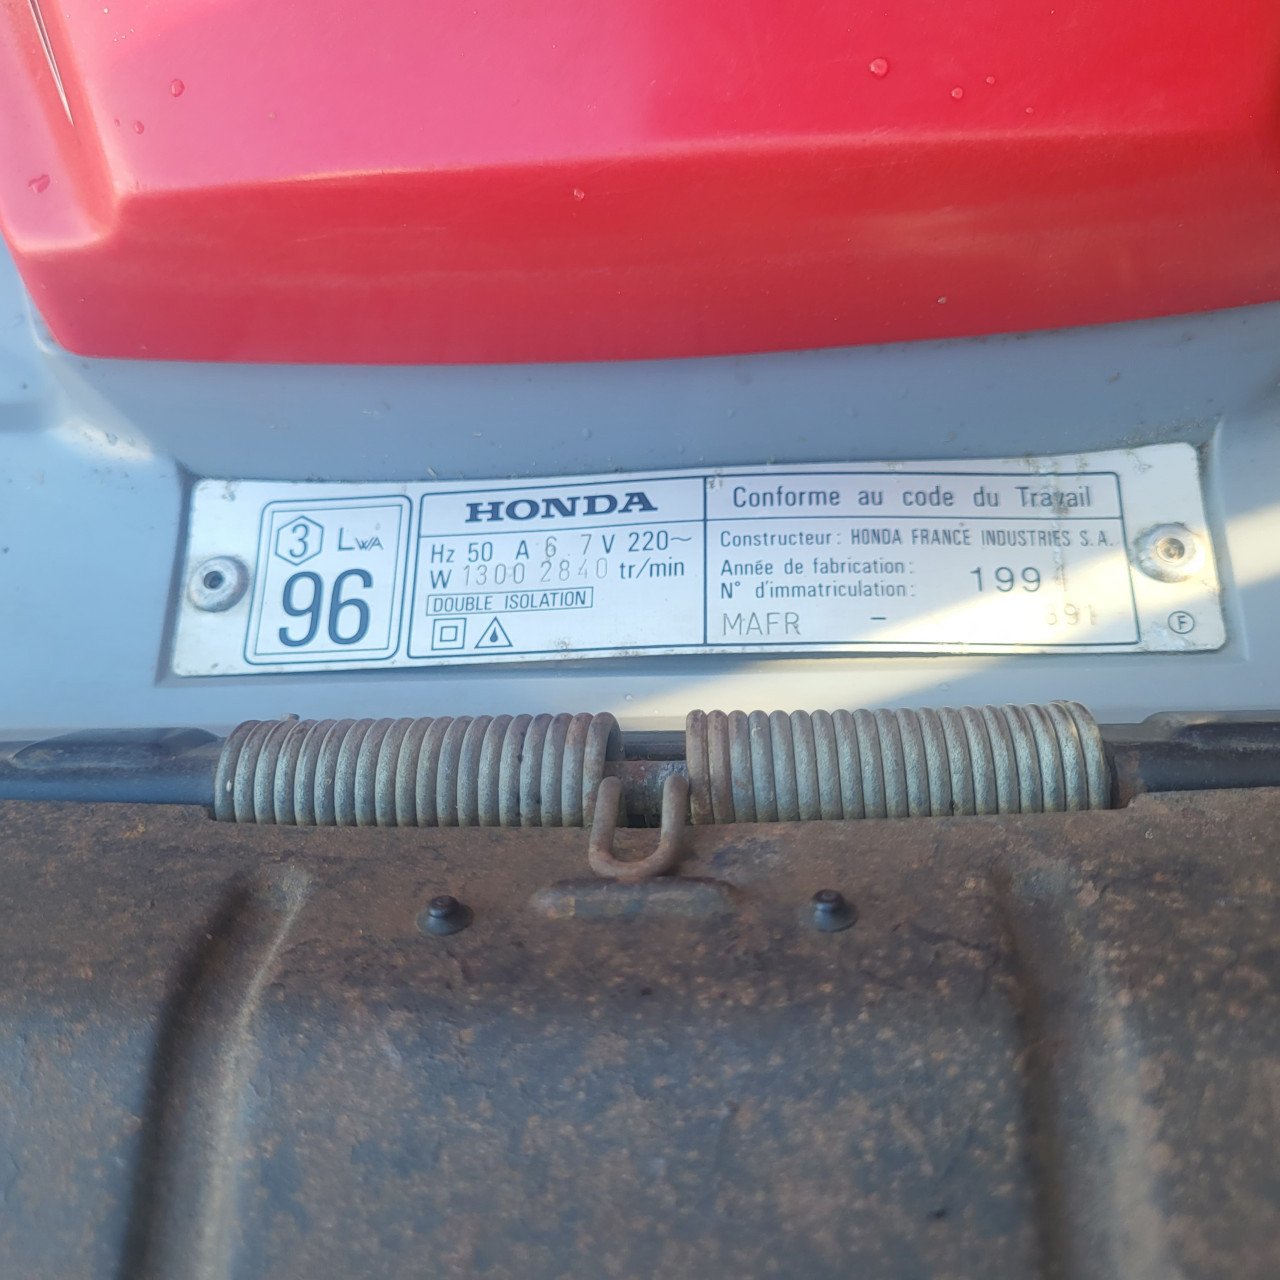 3 LWA
96
HONDA
Hz 50 A 6.7 V 220~
W 1300 2840 tr/min
DOUBLE ISOLATION
Conforme au code du Travail
Constructeur: HONDA FRANCE INDUSTRIES S.A.
Année de fabrication:
N° d'immatriculation: 199
MAFR -
F